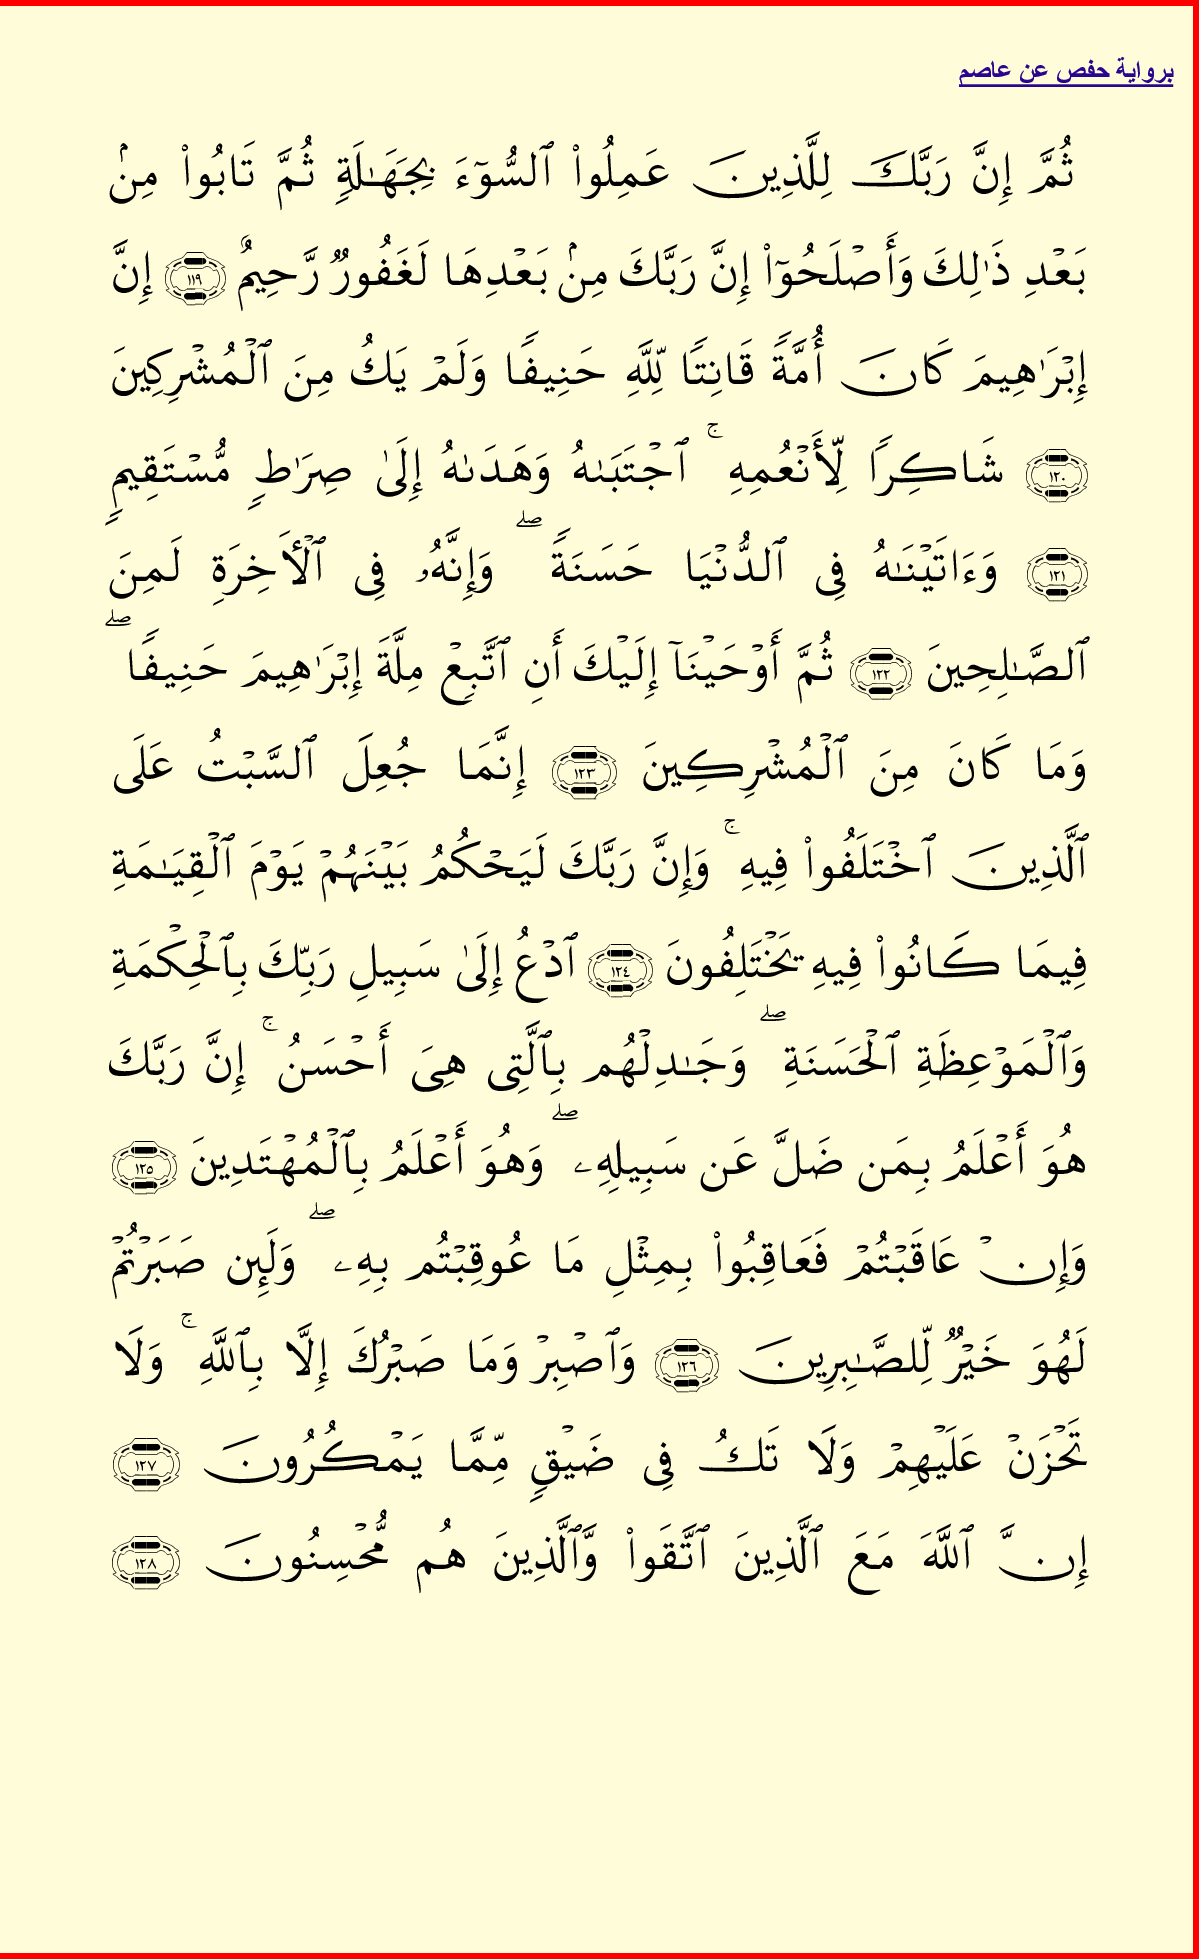 برواية حفص عن عاصم
ثُمَّ إِنَّ رَبَّكَ لِلَّذِينَ عَمِلُوا۟ ٱلسُّوٓءَ بِجَهَـٰلَةٍۢ ثُمَّ تَابُوا۟ مِنۢ
بَعْدِ ذَٰلِكَ وَأَصْلَحُوٓا۟ إِنَّ رَبَّكَ مِنۢ بَعْدِهَا لَغَفُورٌۭ رَّحِيمٌ ١١٩ إِنَّ
إِبْرَٰهِيمَ كَانَ أُمَّةًۭ قَانِتًۭا لِّلَّهِ حَنِيفًۭا وَلَمْ يَكُ مِنَ ٱلْمُشْرِكِينَ
١٢٠ شَاكِرًۭا لِّأَنْعُمِهِ ۚ ٱجْتَبَىٰهُ وَهَدَىٰهُ إِلَىٰ صِرَٰطٍۢ مُّسْتَقِيمٍۢ
١٢١ وَءَاتَيْنَـٰهُ فِى ٱلدُّنْيَا حَسَنَةًۭ ۖ وَإِنَّهُۥ فِى ٱلْـَٔاخِرَةِ لَمِنَ
ٱلصَّـٰلِحِينَ ١٢٢ ثُمَّ أَوْحَيْنَآ إِلَيْكَ أَنِ ٱتَّبِعْ مِلَّةَ إِبْرَٰهِيمَ حَنِيفًۭا ۖ
وَمَا كَانَ مِنَ ٱلْمُشْرِكِينَ ١٢٣ إِنَّمَا جُعِلَ ٱلسَّبْتُ عَلَى
ٱلَّذِينَ ٱخْتَلَفُوا۟ فِيهِ ۚ وَإِنَّ رَبَّكَ لَيَحْكُمُ بَيْنَهُمْ يَوْمَ ٱلْقِيَـٰمَةِ
فِيمَا كَانُوا۟ فِيهِ يَخْتَلِفُونَ ١٢٤ ٱدْعُ إِلَىٰ سَبِيلِ رَبِّكَ بِٱلْحِكْمَةِ
وَٱلْمَوْعِظَةِ ٱلْحَسَنَةِ ۖ وَجَـٰدِلْهُم بِٱلَّتِى هِىَ أَحْسَنُ ۚ إِنَّ رَبَّكَ
هُوَ أَعْلَمُ بِمَن ضَلَّ عَن سَبِيلِهِۦ ۖ وَهُوَ أَعْلَمُ بِٱلْمُهْتَدِينَ ١٢٥
وَإِنْ عَاقَبْتُمْ فَعَاقِبُوا۟ بِمِثْلِ مَا عُوقِبْتُم بِهِۦ ۖ وَلَئِن صَبَرْتُمْ
لَهُوَ خَيْرٌۭ لِّلصَّـٰبِرِينَ ١٢٦ وَٱصْبِرْ وَمَا صَبْرُكَ إِلَّا بِٱللَّهِ ۚ وَلَا
تَحْزَنْ عَلَيْهِمْ وَلَا تَكُ فِى ضَيْقٍۢ مِّمَّا يَمْكُرُونَ ١٢٧
إِنَّ ٱللَّهَ مَعَ ٱلَّذِينَ ٱتَّقَوا۟ وَّٱلَّذِينَ هُم مُّحْسِنُونَ ١٢٨